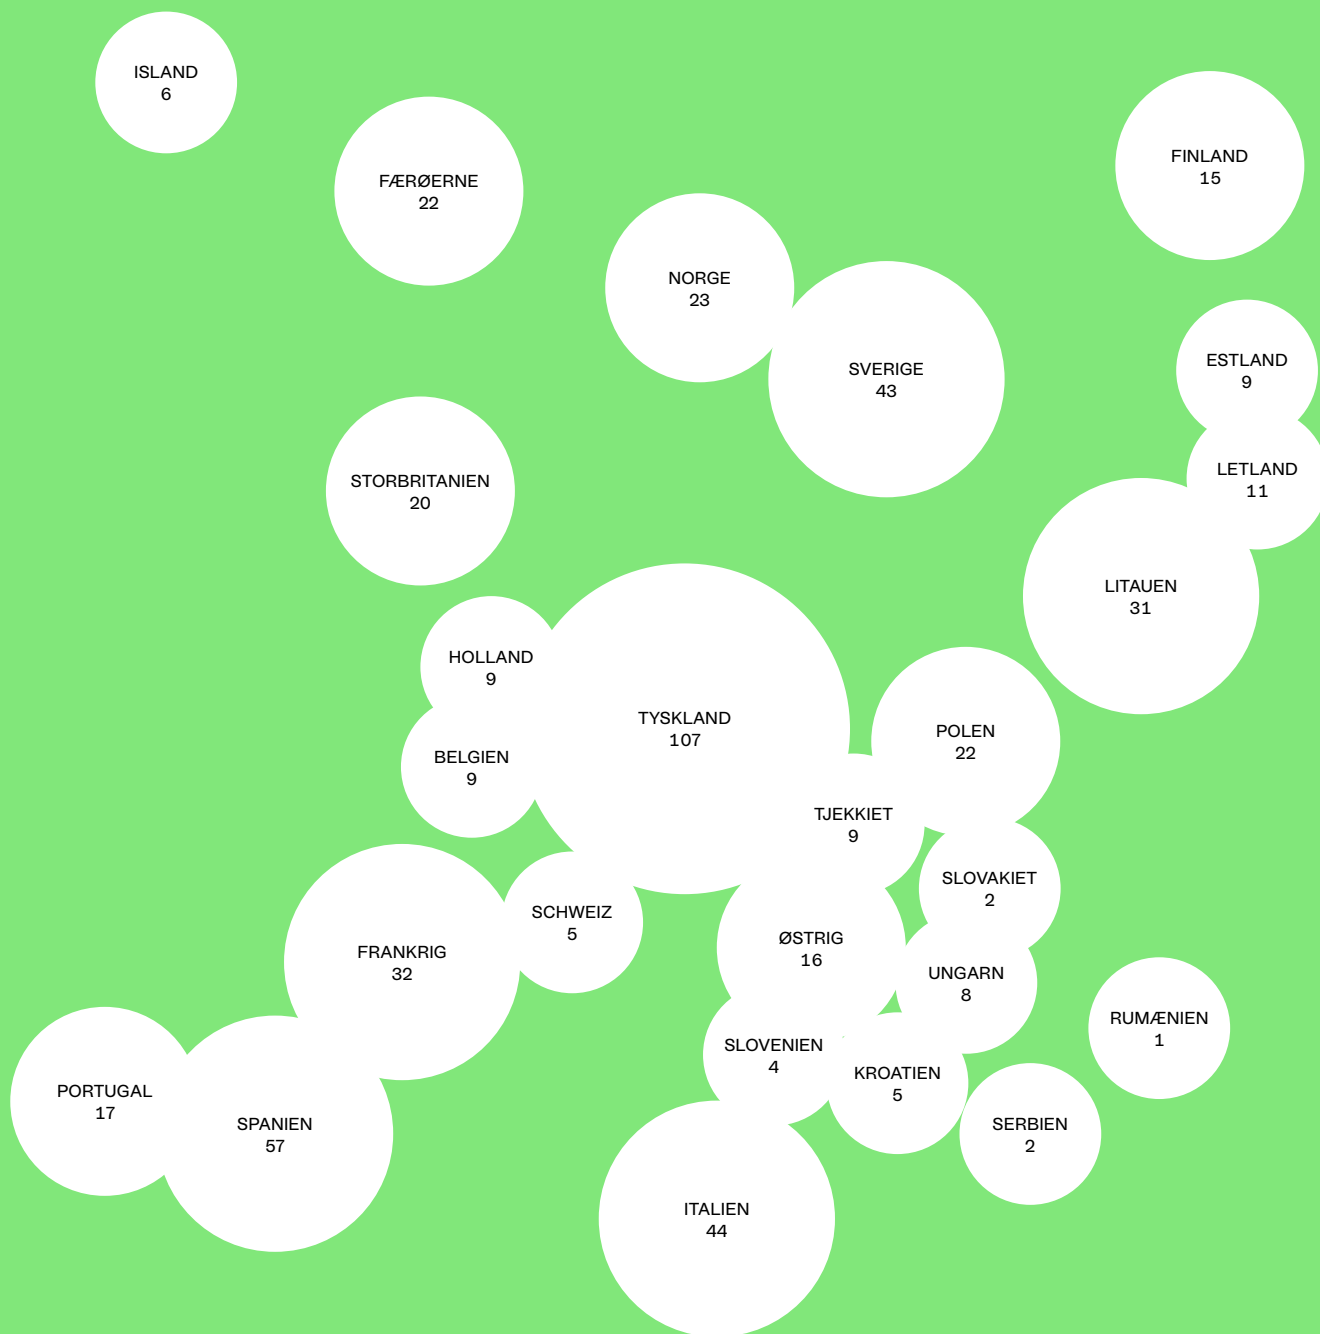 ISLAND
6
FINLAND
15
FÆRØERNE
22
NORGE
23
SVERIGE
43
ESTLAND
9
LETLAND
11
STORBRITANIEN
20
LITAUEN
31
HOLLAND
9
TYSKLAND
107
POLEN
22
BELGIEN
9
TJEKKIET
9
SLOVAKIET
2
SCHWEIZ
5
ØSTRIG
16
FRANKRIG
32
UNGARN
8
RUMÆNIEN
1
SLOVENIEN
4
KROATIEN
5
PORTUGAL
17
SPANIEN
57
SERBIEN
2
ITALIEN
44